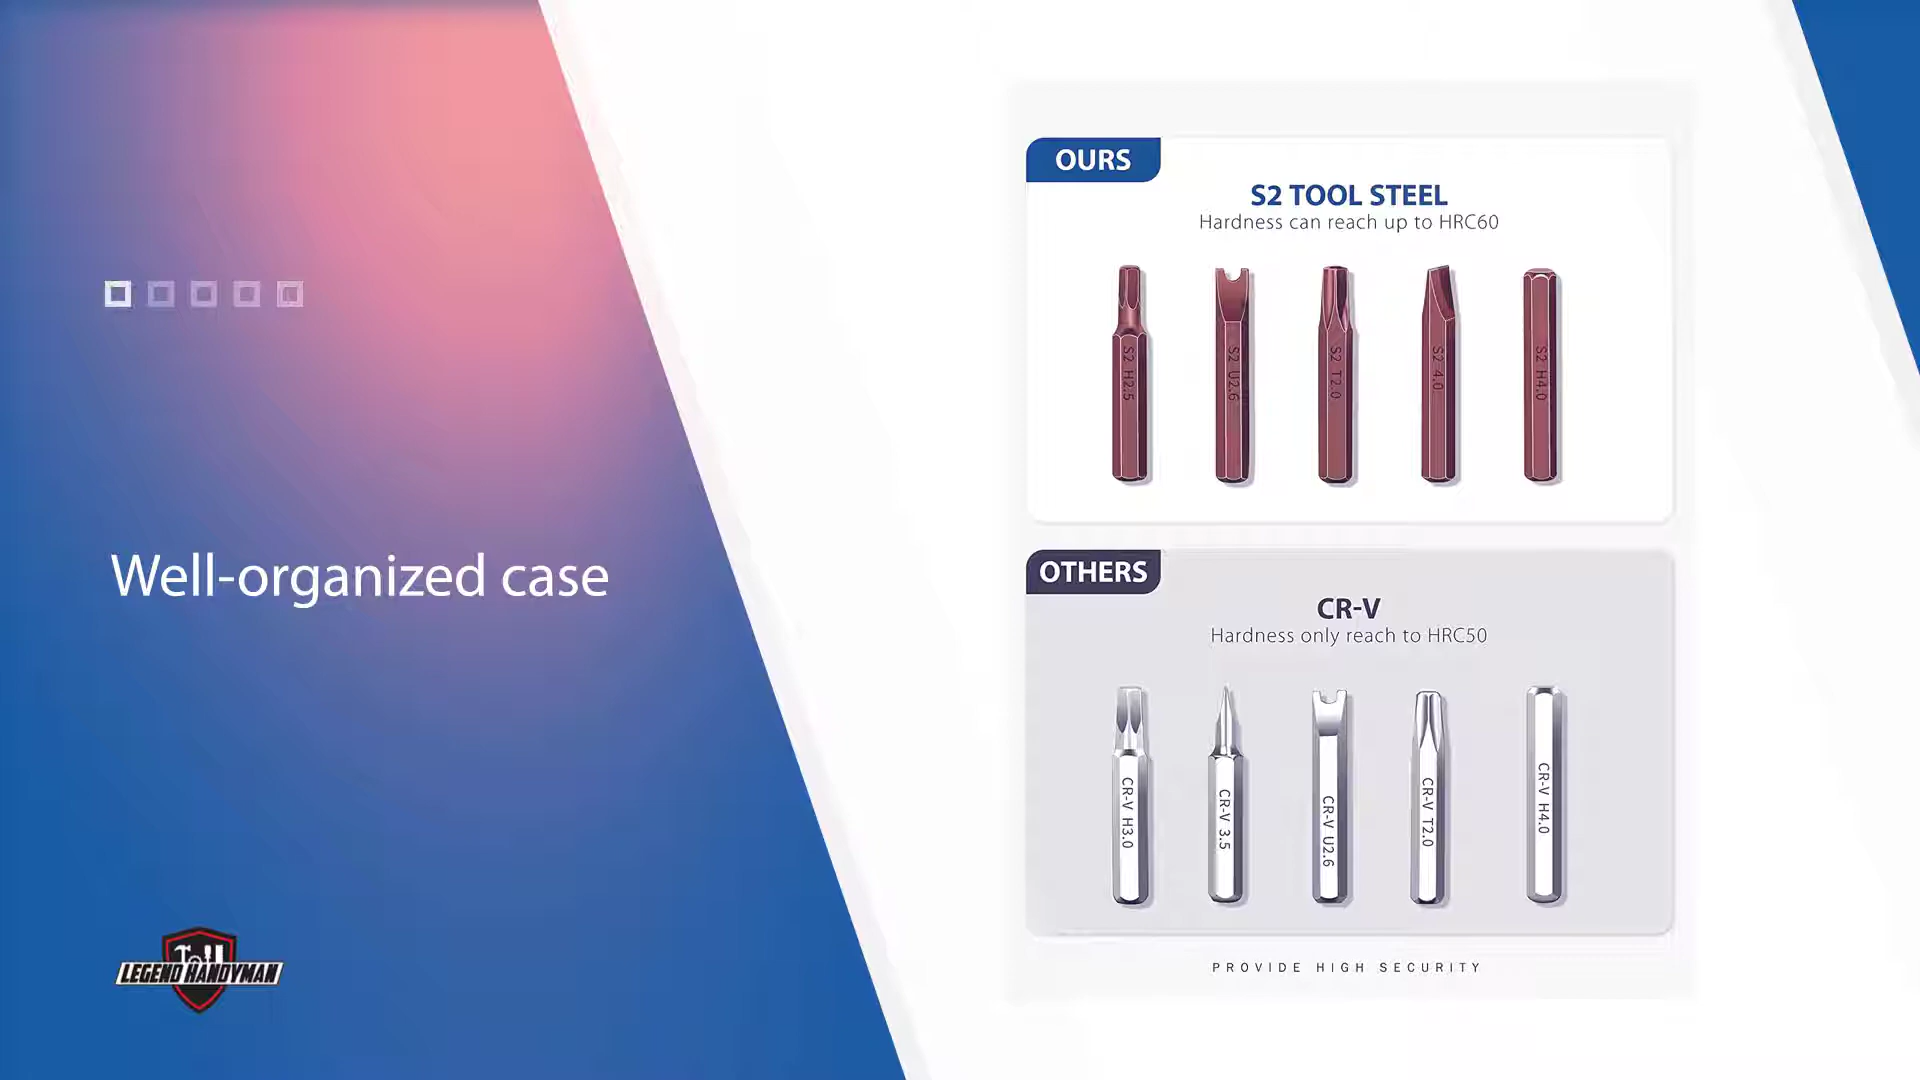 Well-organized case
LEGEND HANDYMAN
OURS
S2 TOOL STEEL
Hardness can reach up to HRC60
S2 H2.5
S2 U2.6
S2 T2.0
S2 4.0
S2 H4.0
OTHERS
CR-V
Hardness only reach to HRC50
CR-V H3.0
CR-V 3.5
CR-V U2.6
CR-V T2.0
CR-V H4.0
PROVIDE HIGH SECURITY